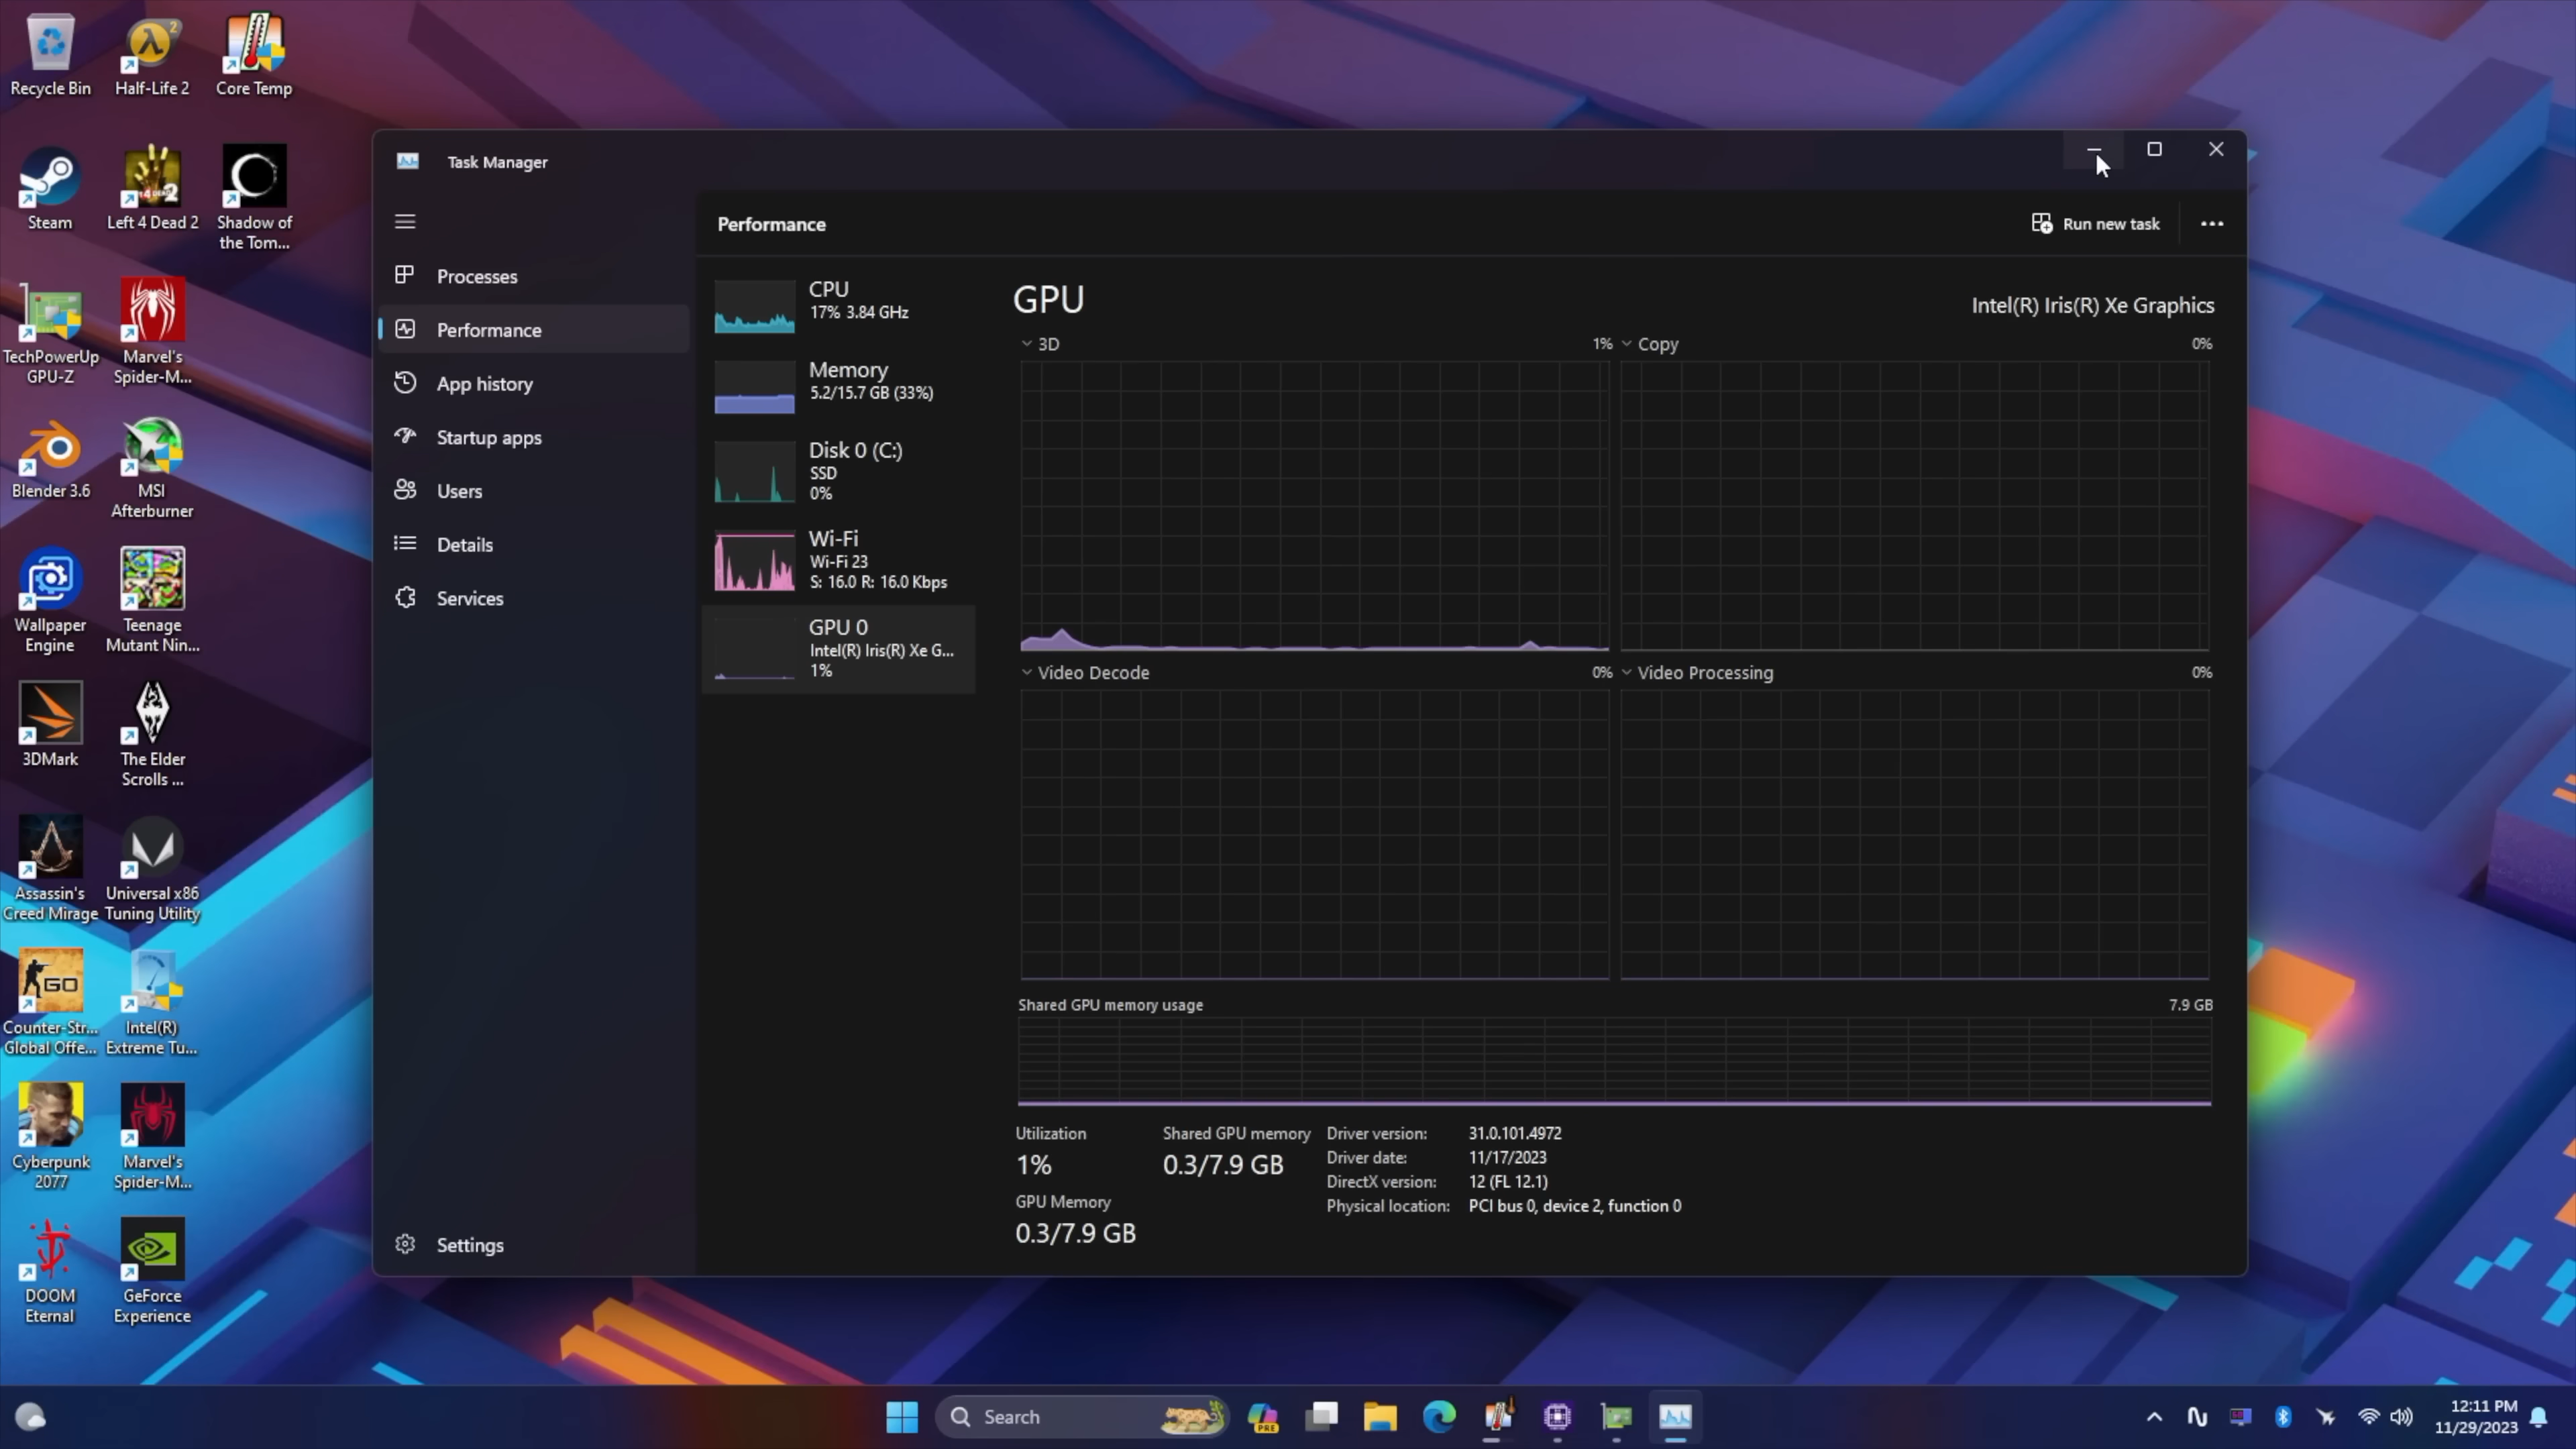 Recycle Bin
Half-Life 2
Core Temp
Steam
Left 4 Dead 2
Shadow of
the Tom...
TechPowerUp
GPU-Z
Marvel's
Spider-M...
Blender 3.6
MSI
Afterburner
Wallpaper
Engine
Teenage
Mutant Nin...
3DMark
The Elder
Scrolls ...
Assassin's
Creed Mirage
Universal x86
Tuning Utility
Counter-Str...
Global Offe...
Intel(R)
Extreme Tu...
Cyberpunk
2077
Marvel's
Spider-M...
DOOM
Eternal
GeForce
Experience
GO
Task Manager
Processes
Performance
App history
Startup apps
Users
Details
Services
Settings
Performance
Run new task
CPU
17% 3.84 GHz
Memory
5.2/15.7 GB (33%)
Disk 0 (C:)
SSD
0%
Wi-Fi
Wi-Fi 23
S: 16.0 R: 16.0 Kbps
GPU 0
Intel(R) Iris(R) Xe G...
1%
GPU
Intel(R) Iris(R) Xe Graphics
3D 1%
Copy 0%
Video Decode 0%
Video Processing 0%
Shared GPU memory usage 7.9 GB
Utilization
1%
Shared GPU memory
0.3/7.9 GB
GPU Memory
0.3/7.9 GB
Driver version: 31.0.101.4972
Driver date: 11/17/2023
DirectX version: 12 (FL 12.1)
Physical location: PCI bus 0, device 2, function 0
Search
PRE
12:11 PM
11/29/2023